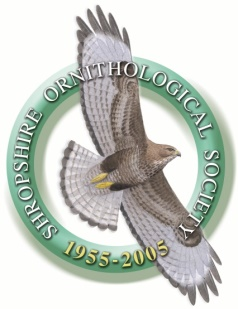 SHROPSHIRE ORNITHOLOGICAL SOCIETY
1955-2005